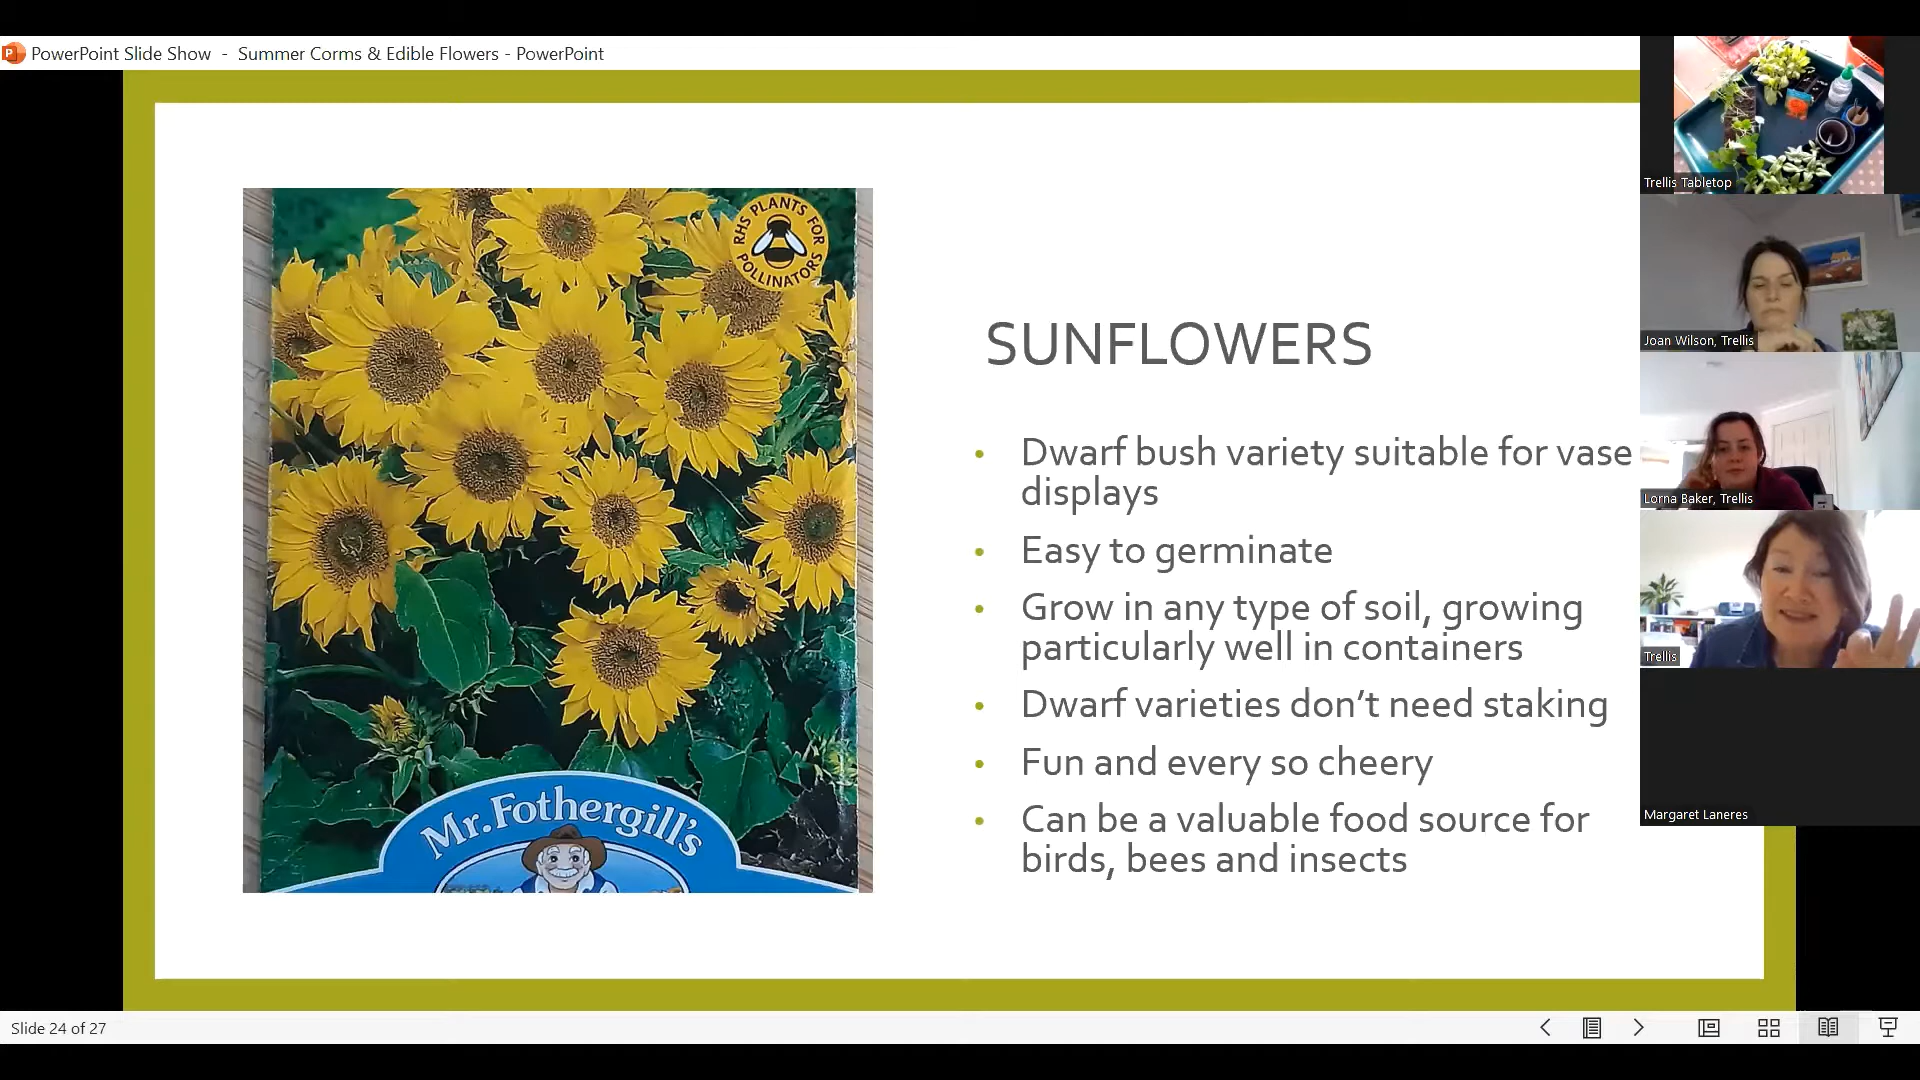 PowerPoint Slide Show - Summer Corms & Edible Flowers - PowerPoint
RHS PLANTS FOR
POLLINATORS
Mr. Fothergill's
SUNFLOWERS
• Dwarf bush variety suitable for vase
displays
• Easy to germinate
• Grow in any type of soil, growing
particularly well in containers
• Dwarf varieties don't need staking
• Fun and every so cheery
• Can be a valuable food source for
birds, bees and insects
Trellis Tabletop
Joan Wilson, Trellis
Lorna Baker, Trellis
Trellis
Margaret Laneres
Slide 24 of 27